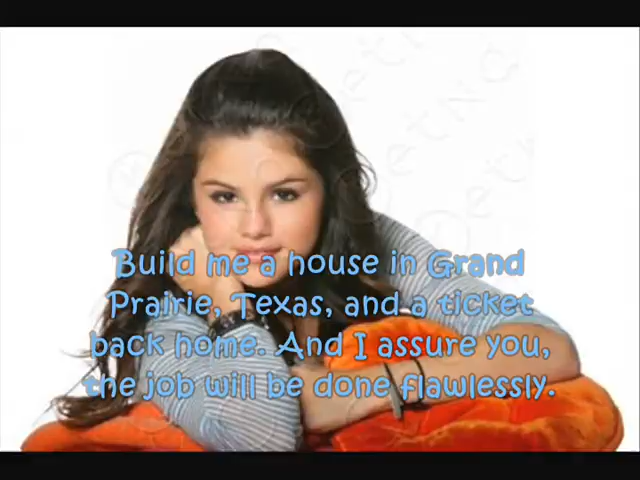 Build me a house in Grand
Prairie, Texas, and a ticket
back home. And I assure you,
the job will be done flawlessly.